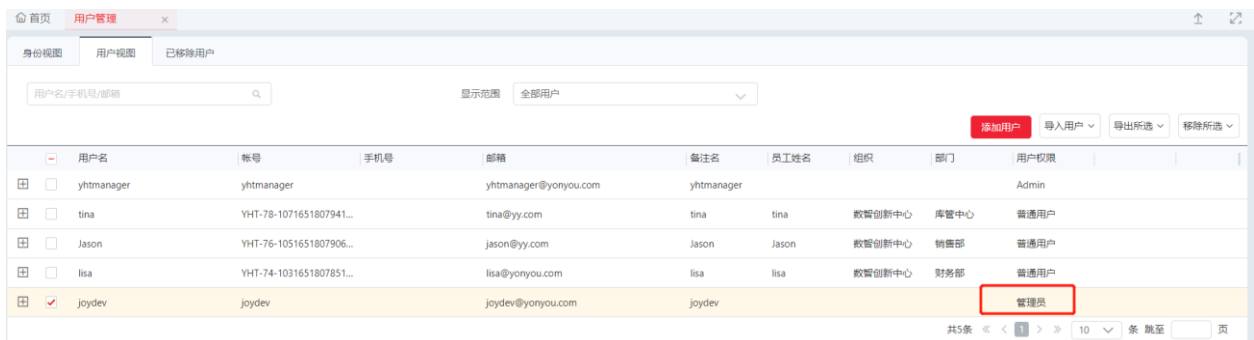 首页 用户管理 ×
身份视图 用户视图 已移除用户
用户名/手机号/邮箱 显示范围 全部用户
添加用户 导入用户 导出所选 移除所选
用户名 帐号 手机号 邮箱 备注名 员工姓名 组织 部门 用户权限
yhtmanager yhtmanager yhtmanager@yonyou.com yhtmanager Admin
tina YHT-78-1071651807941... tina@yy.com tina tina 数智创新中心 库管中心 普通用户
Jason YHT-76-1051651807906... jason@yy.com Jason Jason 数智创新中心 销售部 普通用户
lisa YHT-74-1031651807851... lisa@yonyou.com lisa lisa 数智创新中心 财务部 普通用户
joydev joydev joydev@yonyou.com joydev 管理员
共5条 « < 1 > » 10 条 跳至 页